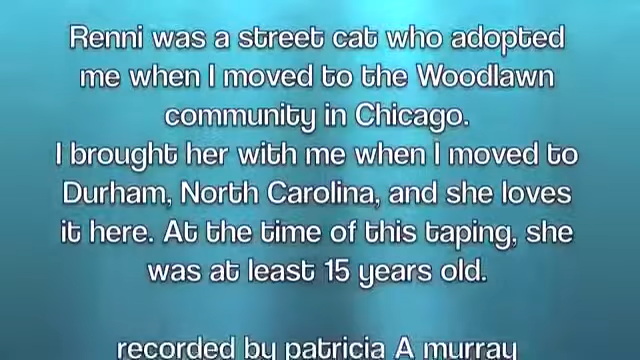 Renni was a street cat who adopted
me when I moved to the Woodlawn
community in Chicago.
I brought her with me when I moved to
Durham, North Carolina, and she loves
it here. At the time of this taping, she
was at least 15 years old.
recorded by patricia A murray